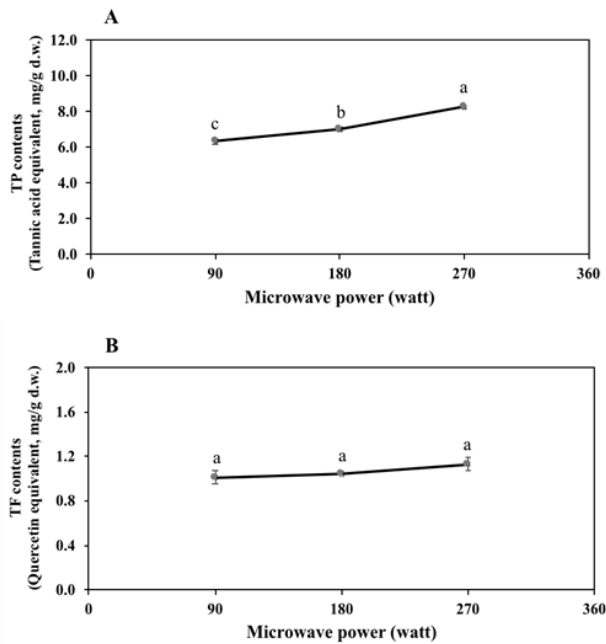 A
TP contents
(Tannic acid equivalent, mg/g d.w.)
12.0
10.0
8.0
6.0
4.0
2.0
0.0
c
b
a
0 90 180 270 360
Microwave power (watt)
B
TF contents
(Quercetin equivalent, mg/g d.w.)
2.0
1.6
1.2
0.8
0.4
0.0
a
a
a
0 90 180 270 360
Microwave power (watt)